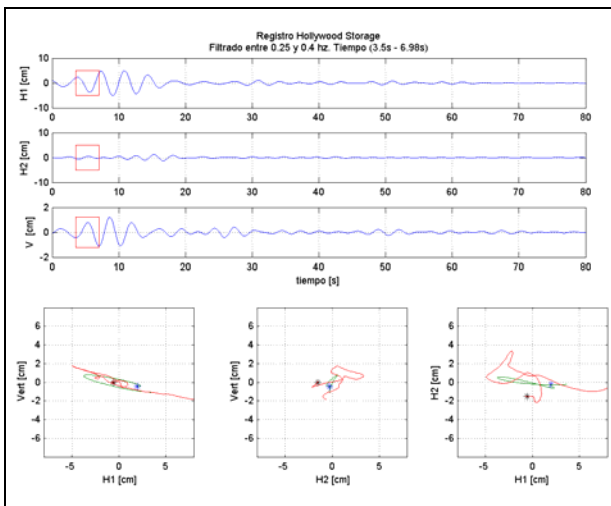 Registro Hollywood Storage
Filtrado entre 0.25 y 0.4 hz. Tiempo (3.5s - 6.98s)
H1 [cm]
10
0
-10
0 10 20 30 40 50 60 70 80
H2 [cm]
10
0
-10
0 10 20 30 40 50 60 70 80
V [cm]
2
0
-2
0 10 20 30 40 50 60 70 80
tiempo [s]
Vert [cm]
6
4
2
0
-2
-4
-6
-5 0 5
H1 [cm]
Vert [cm]
6
4
2
0
-2
-4
-6
-5 0 5
H2 [cm]
H2 [cm]
6
4
2
0
-2
-4
-6
-5 0 5
H1 [cm]